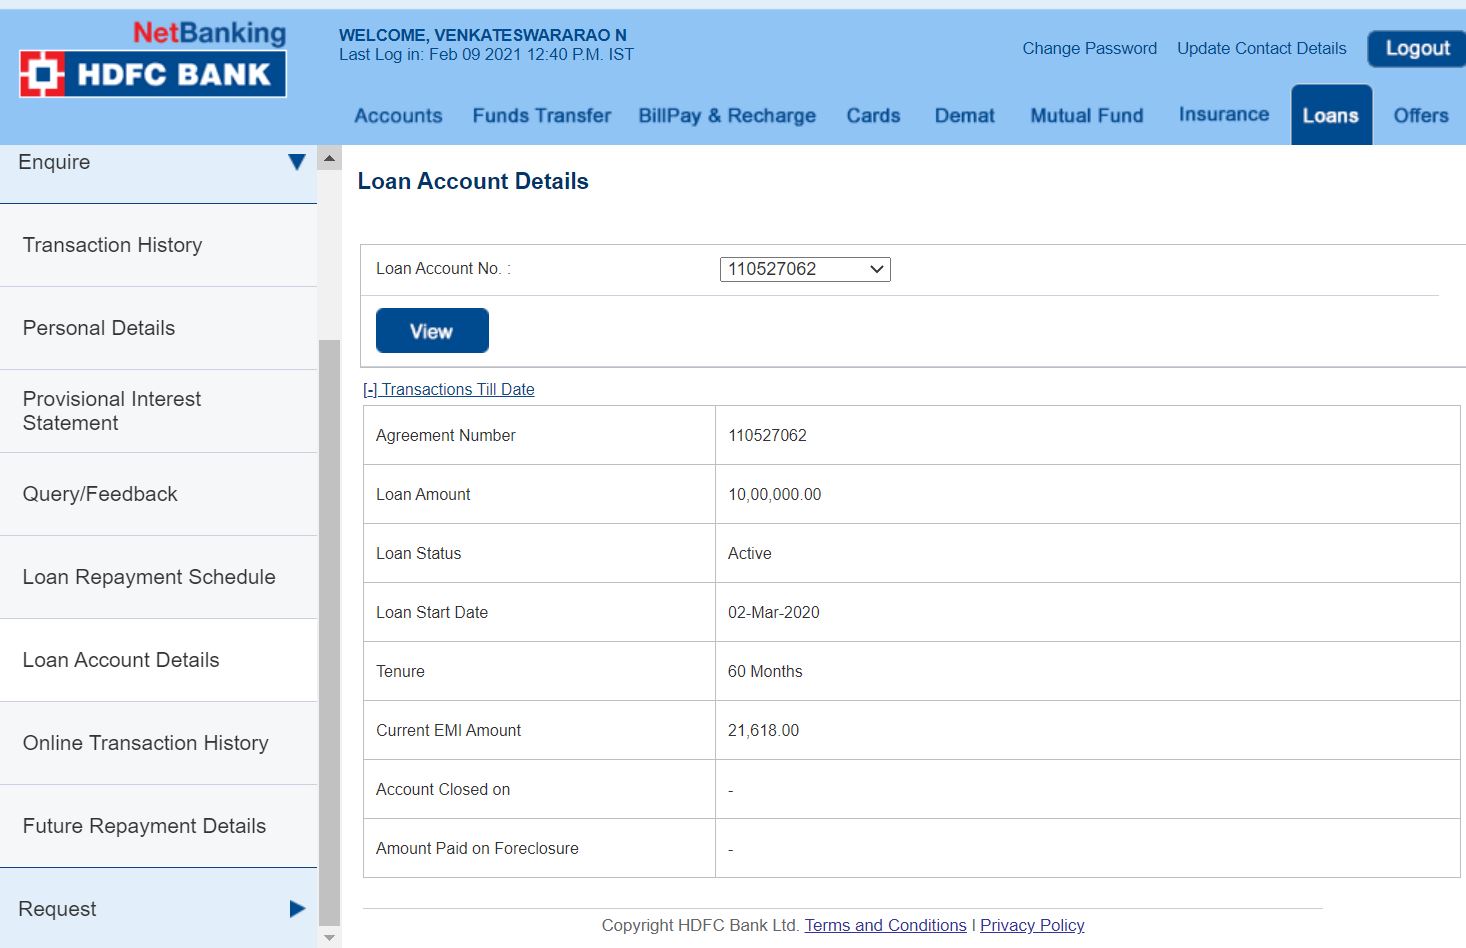 NetBanking
HDFC BANK
WELCOME, VENKATESWARARAO N
Last Log in: Feb 09 2021 12:40 P.M. IST
Change Password Update Contact Details Logout
Accounts Funds Transfer BillPay & Recharge Cards Demat Mutual Fund Insurance Loans Offers
Enquire
Transaction History
Personal Details
Provisional Interest
Statement
Query/Feedback
Loan Repayment Schedule
Loan Account Details
Online Transaction History
Future Repayment Details
Request
Loan Account Details
Loan Account No. : 110527062
View
[-] Transactions Till Date
Agreement Number 110527062
Loan Amount 10,00,000.00
Loan Status Active
Loan Start Date 02-Mar-2020
Tenure 60 Months
Current EMI Amount 21,618.00
Account Closed on -
Amount Paid on Foreclosure -
Copyright HDFC Bank Ltd. Terms and Conditions | Privacy Policy